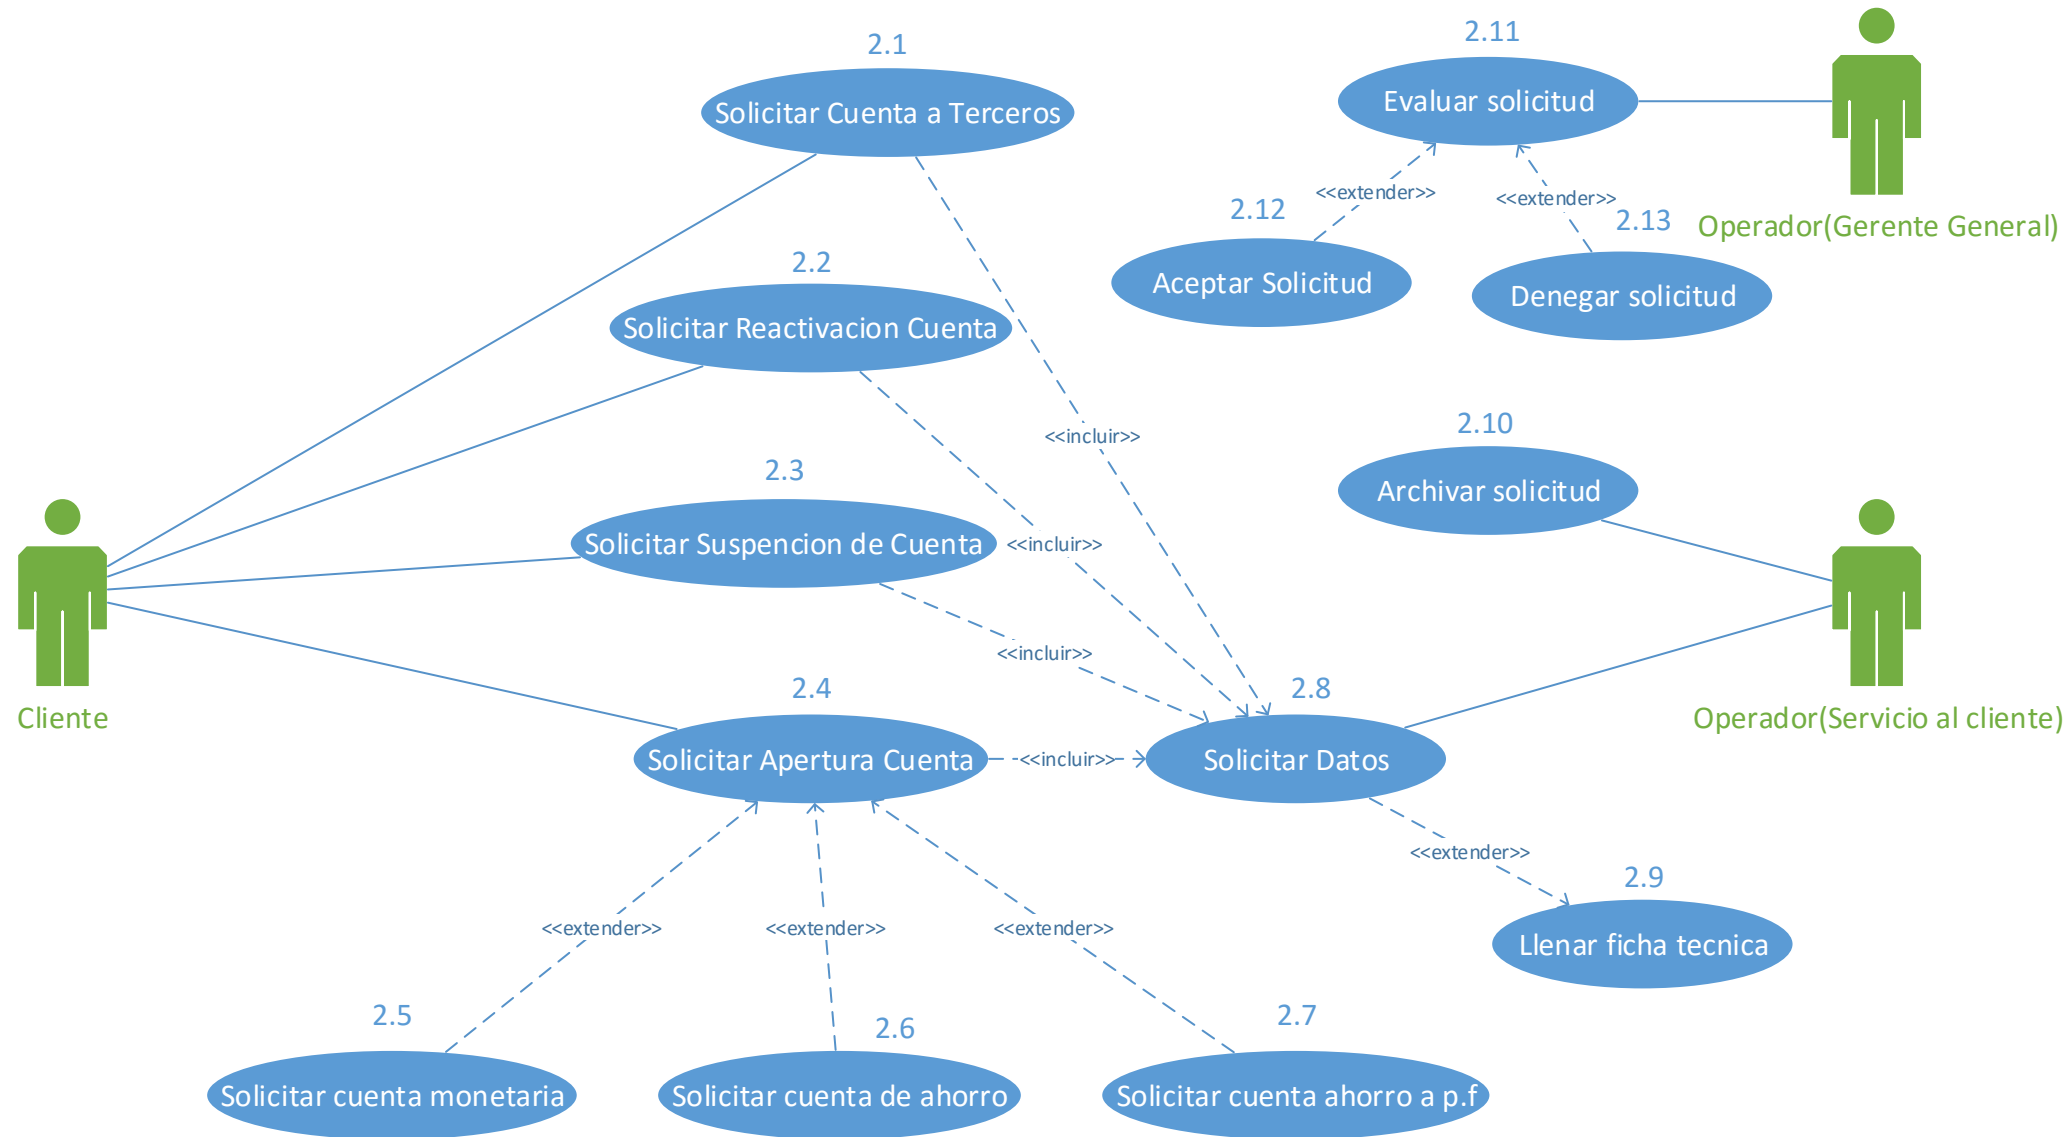 2.1
Solicitar Cuenta a Terceros
2.11
Evaluar solicitud
<<extender>>
<<extender>>
2.12
2.13
Operador(Gerente General)
Aceptar Solicitud
Denegar solicitud
2.2
Solicitar Reactivacion Cuenta
<<incluir>>
2.10
Archivar solicitud
2.3
Solicitar Suspencion de Cuenta
<<incluir>>
<<incluir>>
Cliente
2.4
Solicitar Apertura Cuenta
<<incluir>>
2.8
Solicitar Datos
Operador(Servicio al cliente)
<<extender>>
2.9
Llenar ficha tecnica
<<extender>>
<<extender>>
<<extender>>
2.5
Solicitar cuenta monetaria
2.6
Solicitar cuenta de ahorro
2.7
Solicitar cuenta ahorro a p.f